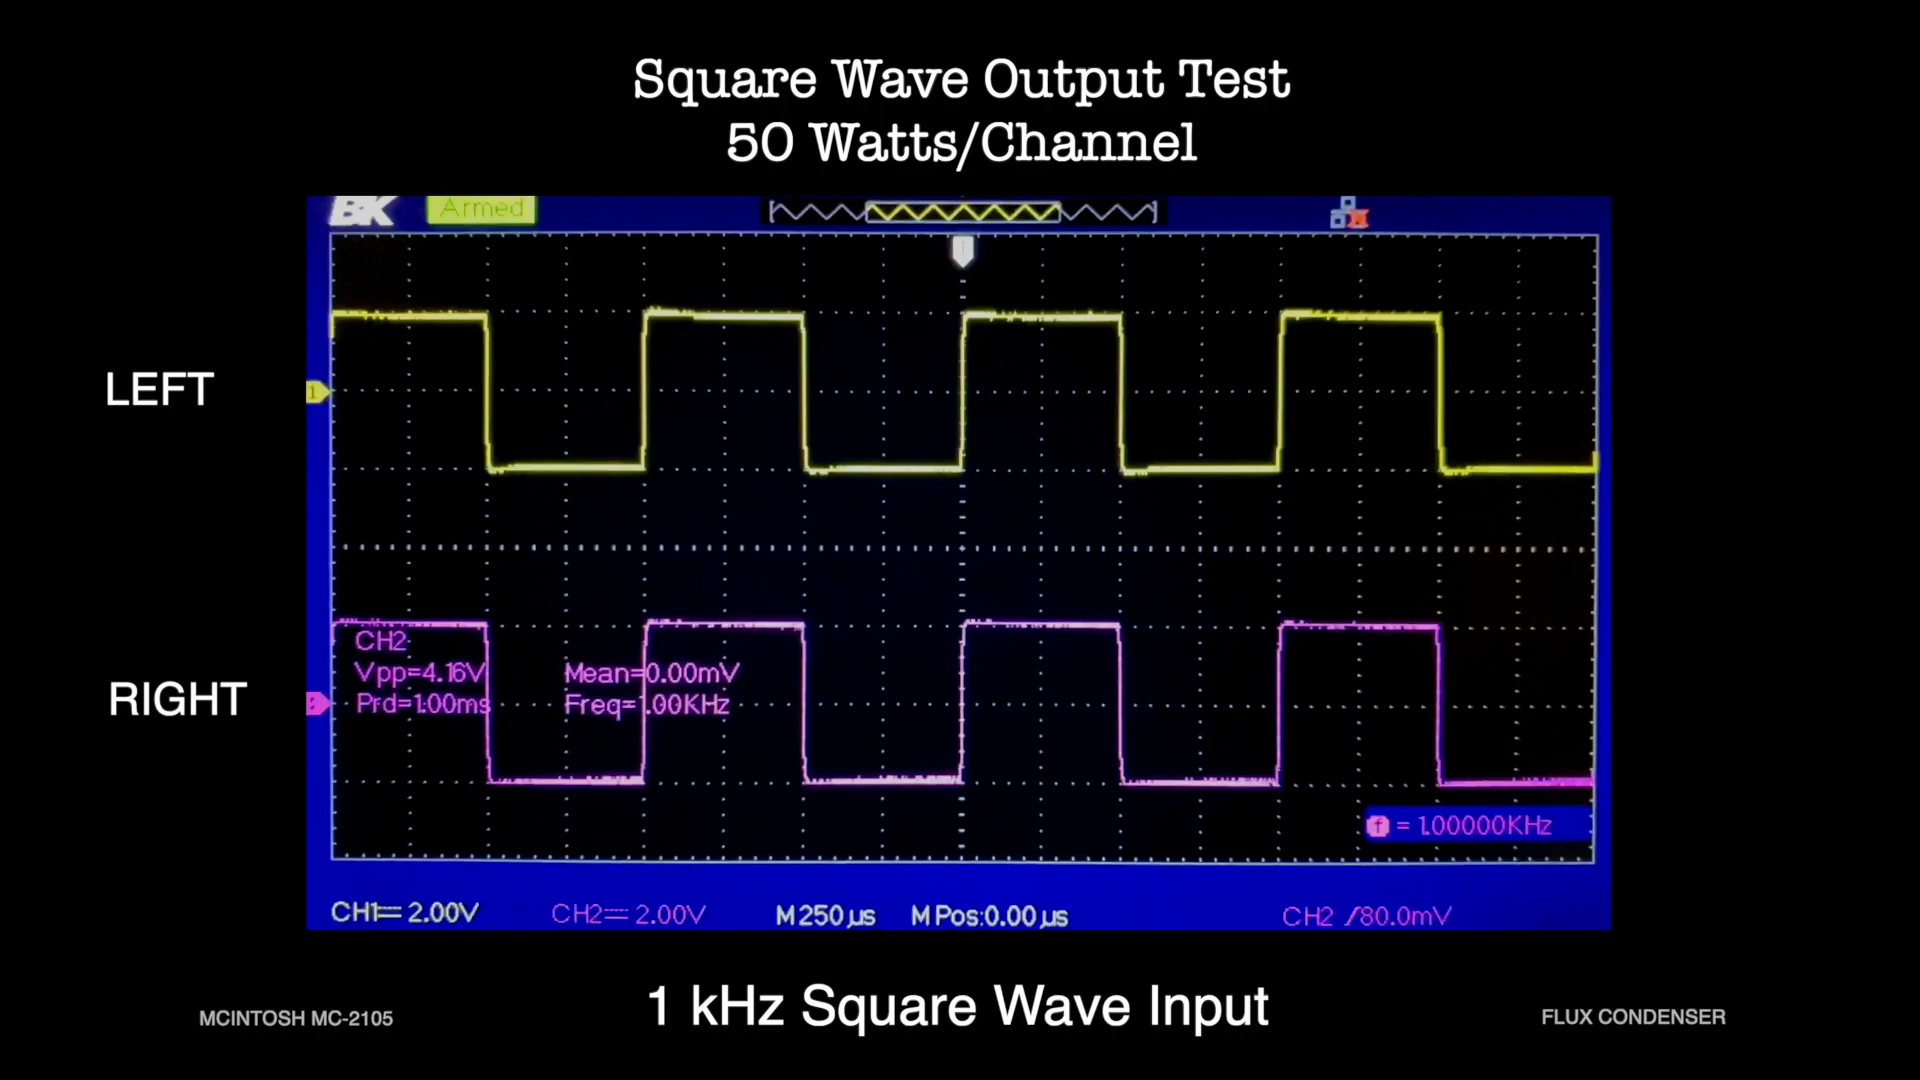 Square Wave Output Test
50 Watts/Channel
BK Armed
LEFT
1
RIGHT
CH2
Vpp=4.16V Mean=0.00mV
Prd=1.00ms Freq=1.00KHz
f = 1.00000KHz
CH1 2.00V CH2 2.00V M 250µs M Pos:0.00µs CH2 80.0mV
1 kHz Square Wave Input
MCINTOSH MC-2105
FLUX CONDENSER